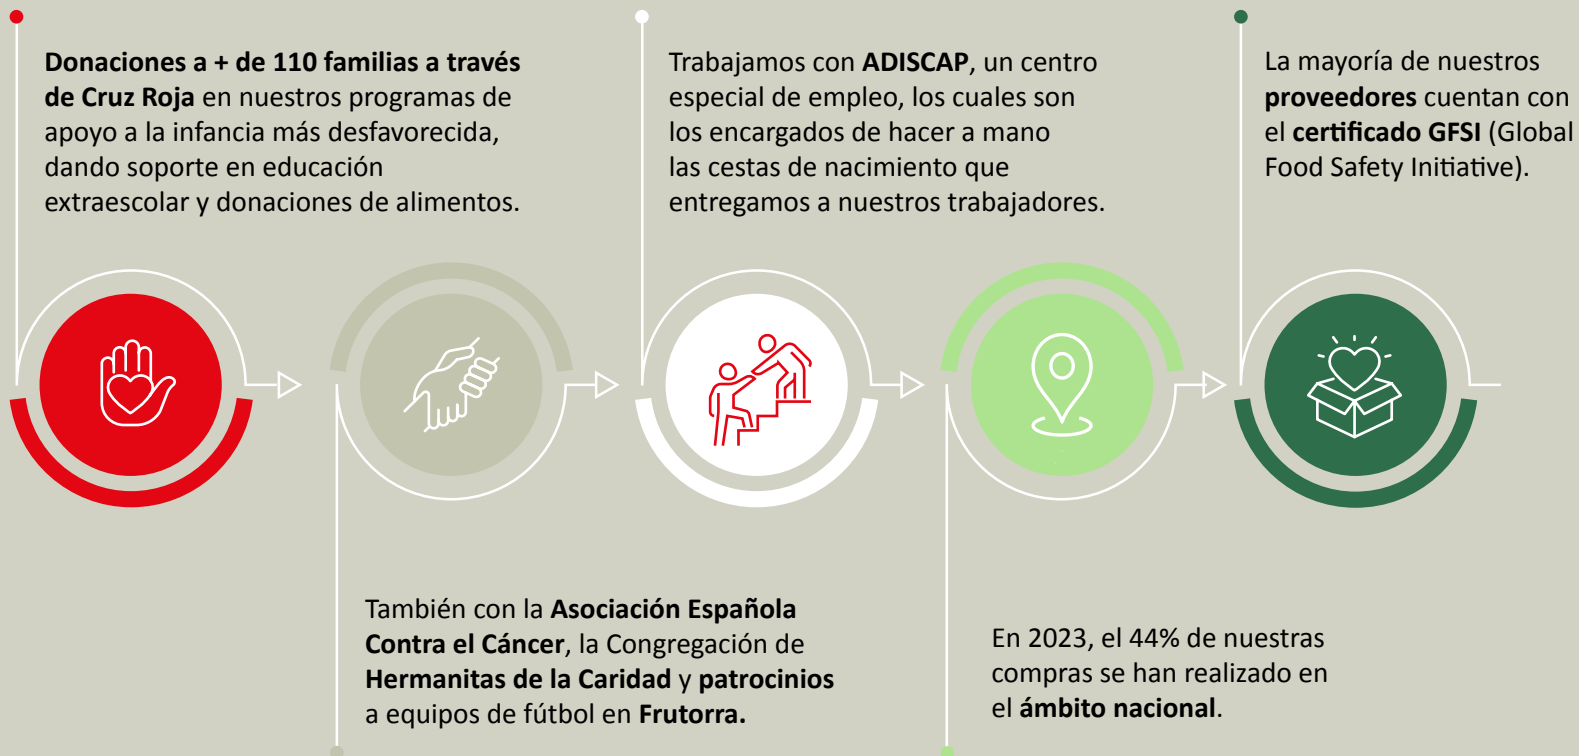 Donaciones a + de 110 familias a través
de Cruz Roja en nuestros programas de
apoyo a la infancia más desfavorecida,
dando soporte en educación
extraescolar y donaciones de alimentos.
También con la Asociación Española
Contra el Cáncer, la Congregación de
Hermanitas de la Caridad y patrocinios
a equipos de fútbol en Frutorra.
Trabajamos con ADISCAP, un centro
especial de empleo, los cuales son
los encargados de hacer a mano
las cestas de nacimiento que
entregamos a nuestros trabajadores.
En 2023, el 44% de nuestras
compras se han realizado en
el ámbito nacional.
La mayoría de nuestros
proveedores cuentan con
el certificado GFSI (Global
Food Safety Initiative).